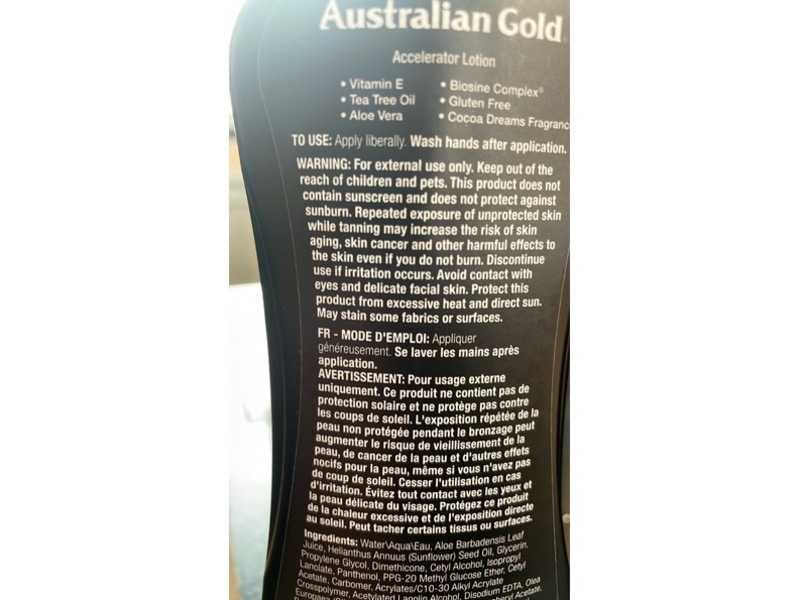 Australian Gold
Accelerator Lotion
• Vitamin E • Biosine Complex®
• Tea Tree Oil • Gluten Free
• Aloe Vera • Cocoa Dreams Fragranc
TO USE: Apply liberally. Wash hands after application.
WARNING: For external use only. Keep out of the
reach of children and pets. This product does not
contain sunscreen and does not protect against
sunburn. Repeated exposure of unprotected skin
while tanning may increase the risk of skin
aging, skin cancer and other harmful effects to
the skin even if you do not burn. Discontinue
use if irritation occurs. Avoid contact with
eyes and delicate facial skin. Protect this
product from excessive heat and direct sun.
May stain some fabrics or surfaces.
FR - MODE D'EMPLOI: Appliquer
généreusement. Se laver les mains après
application.
AVERTISSEMENT: Pour usage externe
uniquement. Ce produit ne contient pas de
protection solaire et ne protège pas contre
les coups de soleil. L'exposition répétée de la
peau non protégée pendant le bronzage peut
augmenter le risque de vieillissement de la
peau, de cancer de la peau et d'autres effets
nocifs pour la peau, même si vous n'avez pas
de coup de soleil. Cesser l'utilisation en cas
d'irritation. Évitez tout contact avec les yeux et
la peau délicate du visage. Protégez ce produit
de la chaleur excessive et de l'exposition directe
au soleil. Peut tacher certains tissus ou surfaces.
Ingredients: Water\Aqua\Eau, Aloe Barbadensis Leaf
Juice, Helianthus Annuus (Sunflower) Seed Oil, Glycerin,
Propylene Glycol, Dimethicone, Cetyl Alcohol, Isopropyl
Lanolate, Panthenol, PPG-20 Methyl Glucose Ether, Cetyl
Acetate, Carbomer, Acrylates/C10-30 Alkyl Acrylate
Crosspolymer, Acetylated Lanolin Alcohol, Disodium EDTA, Olea
Europaea Acetate,